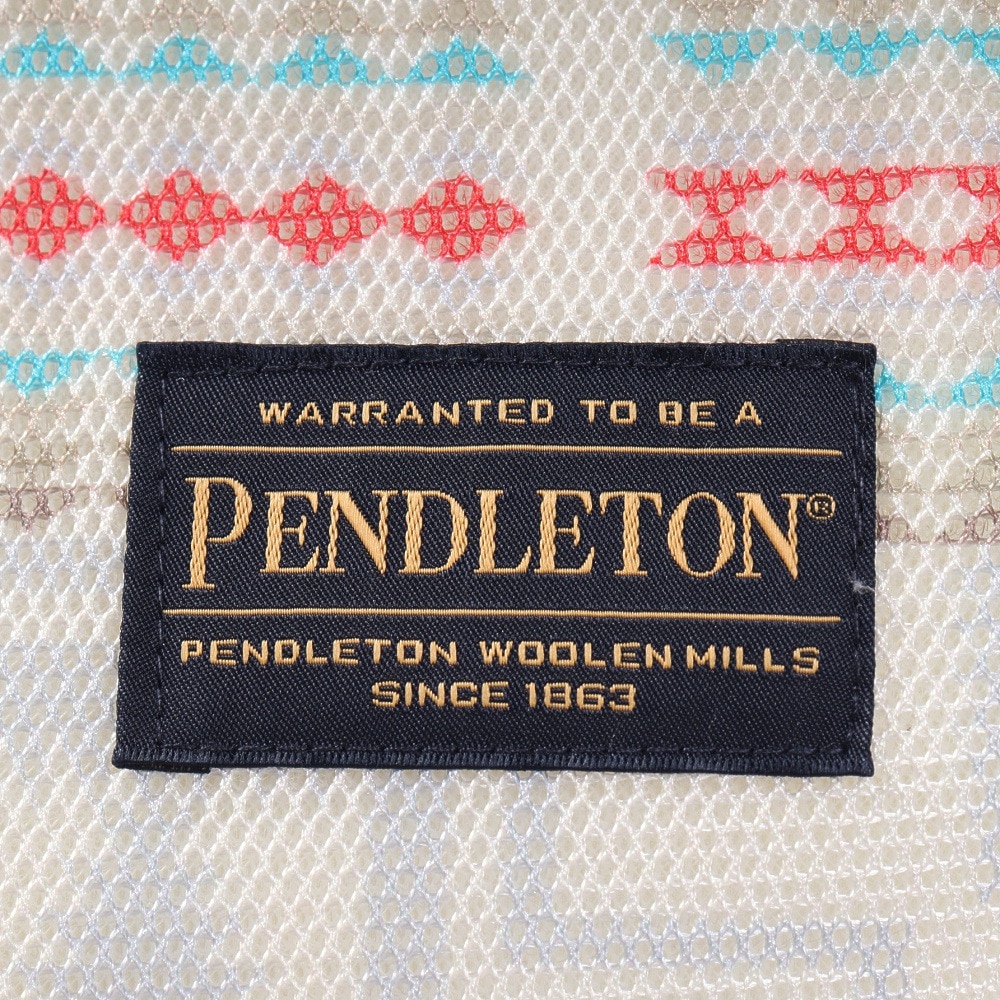 WARRANTED TO BE A
PENDLETON®
PENDLETON WOOLEN MILLS
SINCE 1863